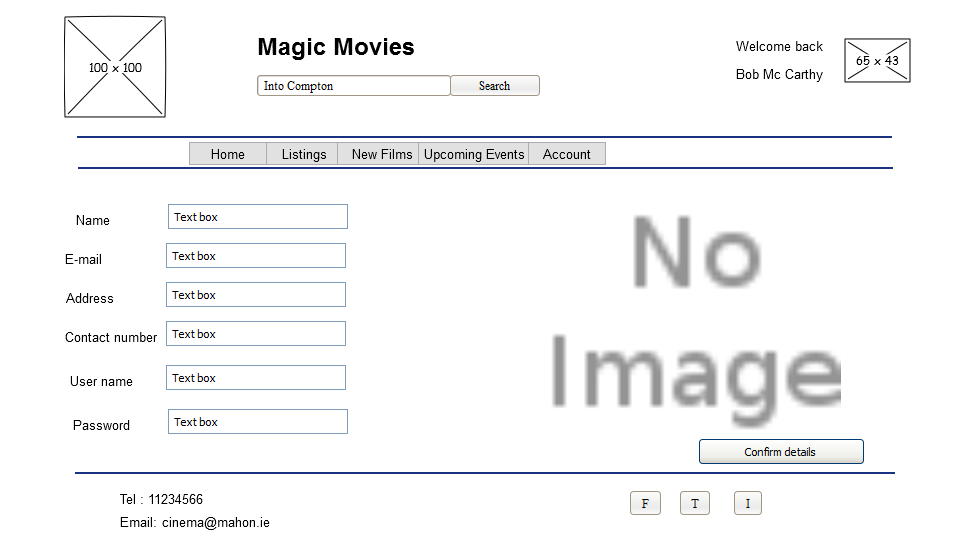 100 x 100
Magic Movies
Into Compton
Search
Welcome back
Bob Mc Carthy
65 x 43
Home Listings New Films Upcoming Events Account
Name Text box
E-mail Text box
Address Text box
Contact number Text box
User name Text box
Password Text box
No
Image
Confirm details
Tel : 11234566
Email: cinema@mahon.ie
F T I